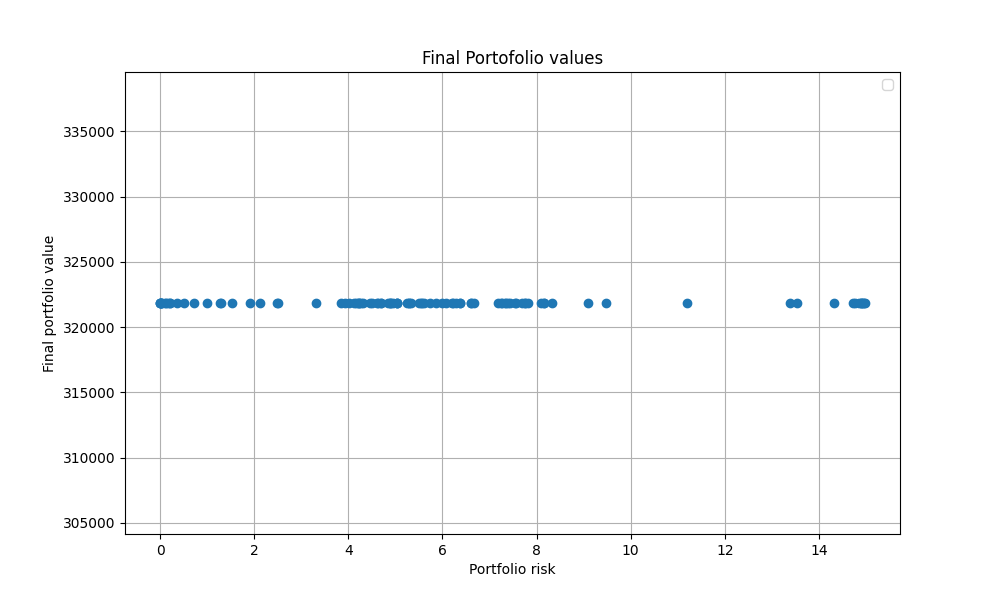 Final Portofolio values
335000
330000
325000
320000
315000
310000
305000
Final portfolio value
0 2 4 6 8 10 12 14
Portfolio risk